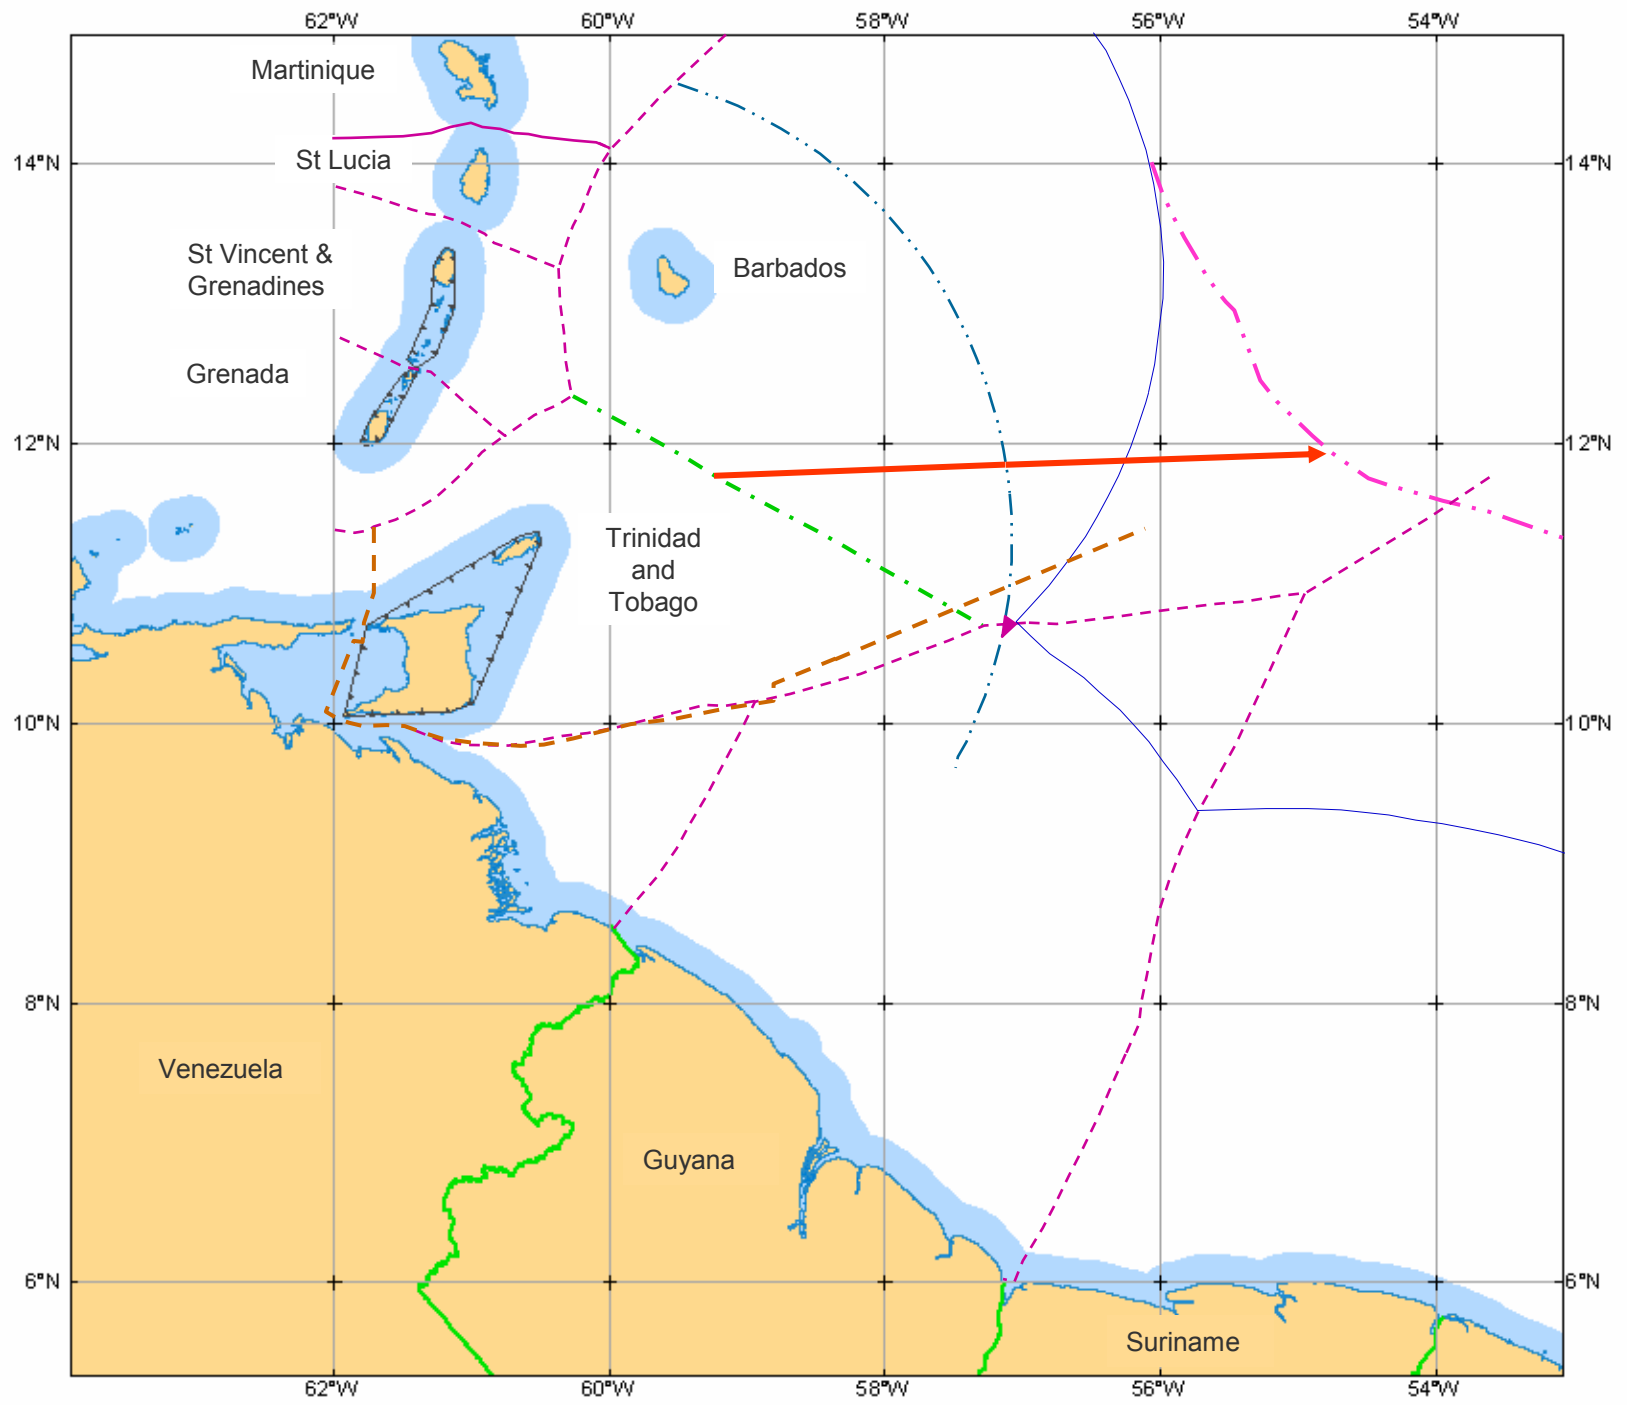 62°W 60°W 58°W 56°W 54°W
Martinique
14°N 14°N
St Lucia
St Vincent &
Grenadines
Barbados
Grenada
12°N 12°N
Trinidad
and
Tobago
10°N 10°N
8°N 8°N
Venezuela
Guyana
6°N 6°N
Suriname
62°W 60°W 58°W 56°W 54°W